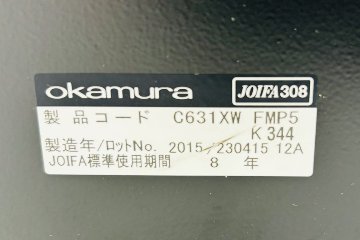 okamura JOIFA308
製品コード C631XW FMP5
K344
製造年/ロットNo. 2015/230415 12A
JOIFA標準使用期間 8 年